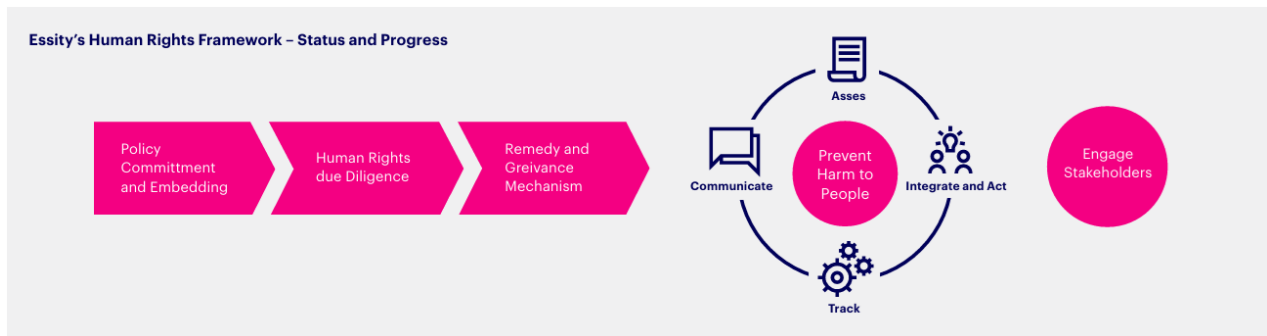 Essity’s Human Rights Framework – Status and Progress
Policy
Committment
and Embedding
Human Rights
due Diligence
Remedy and
Greivance
Mechanism
Asses
Communicate
Prevent
Harm to
People
Integrate and Act
Track
Engage
Stakeholders